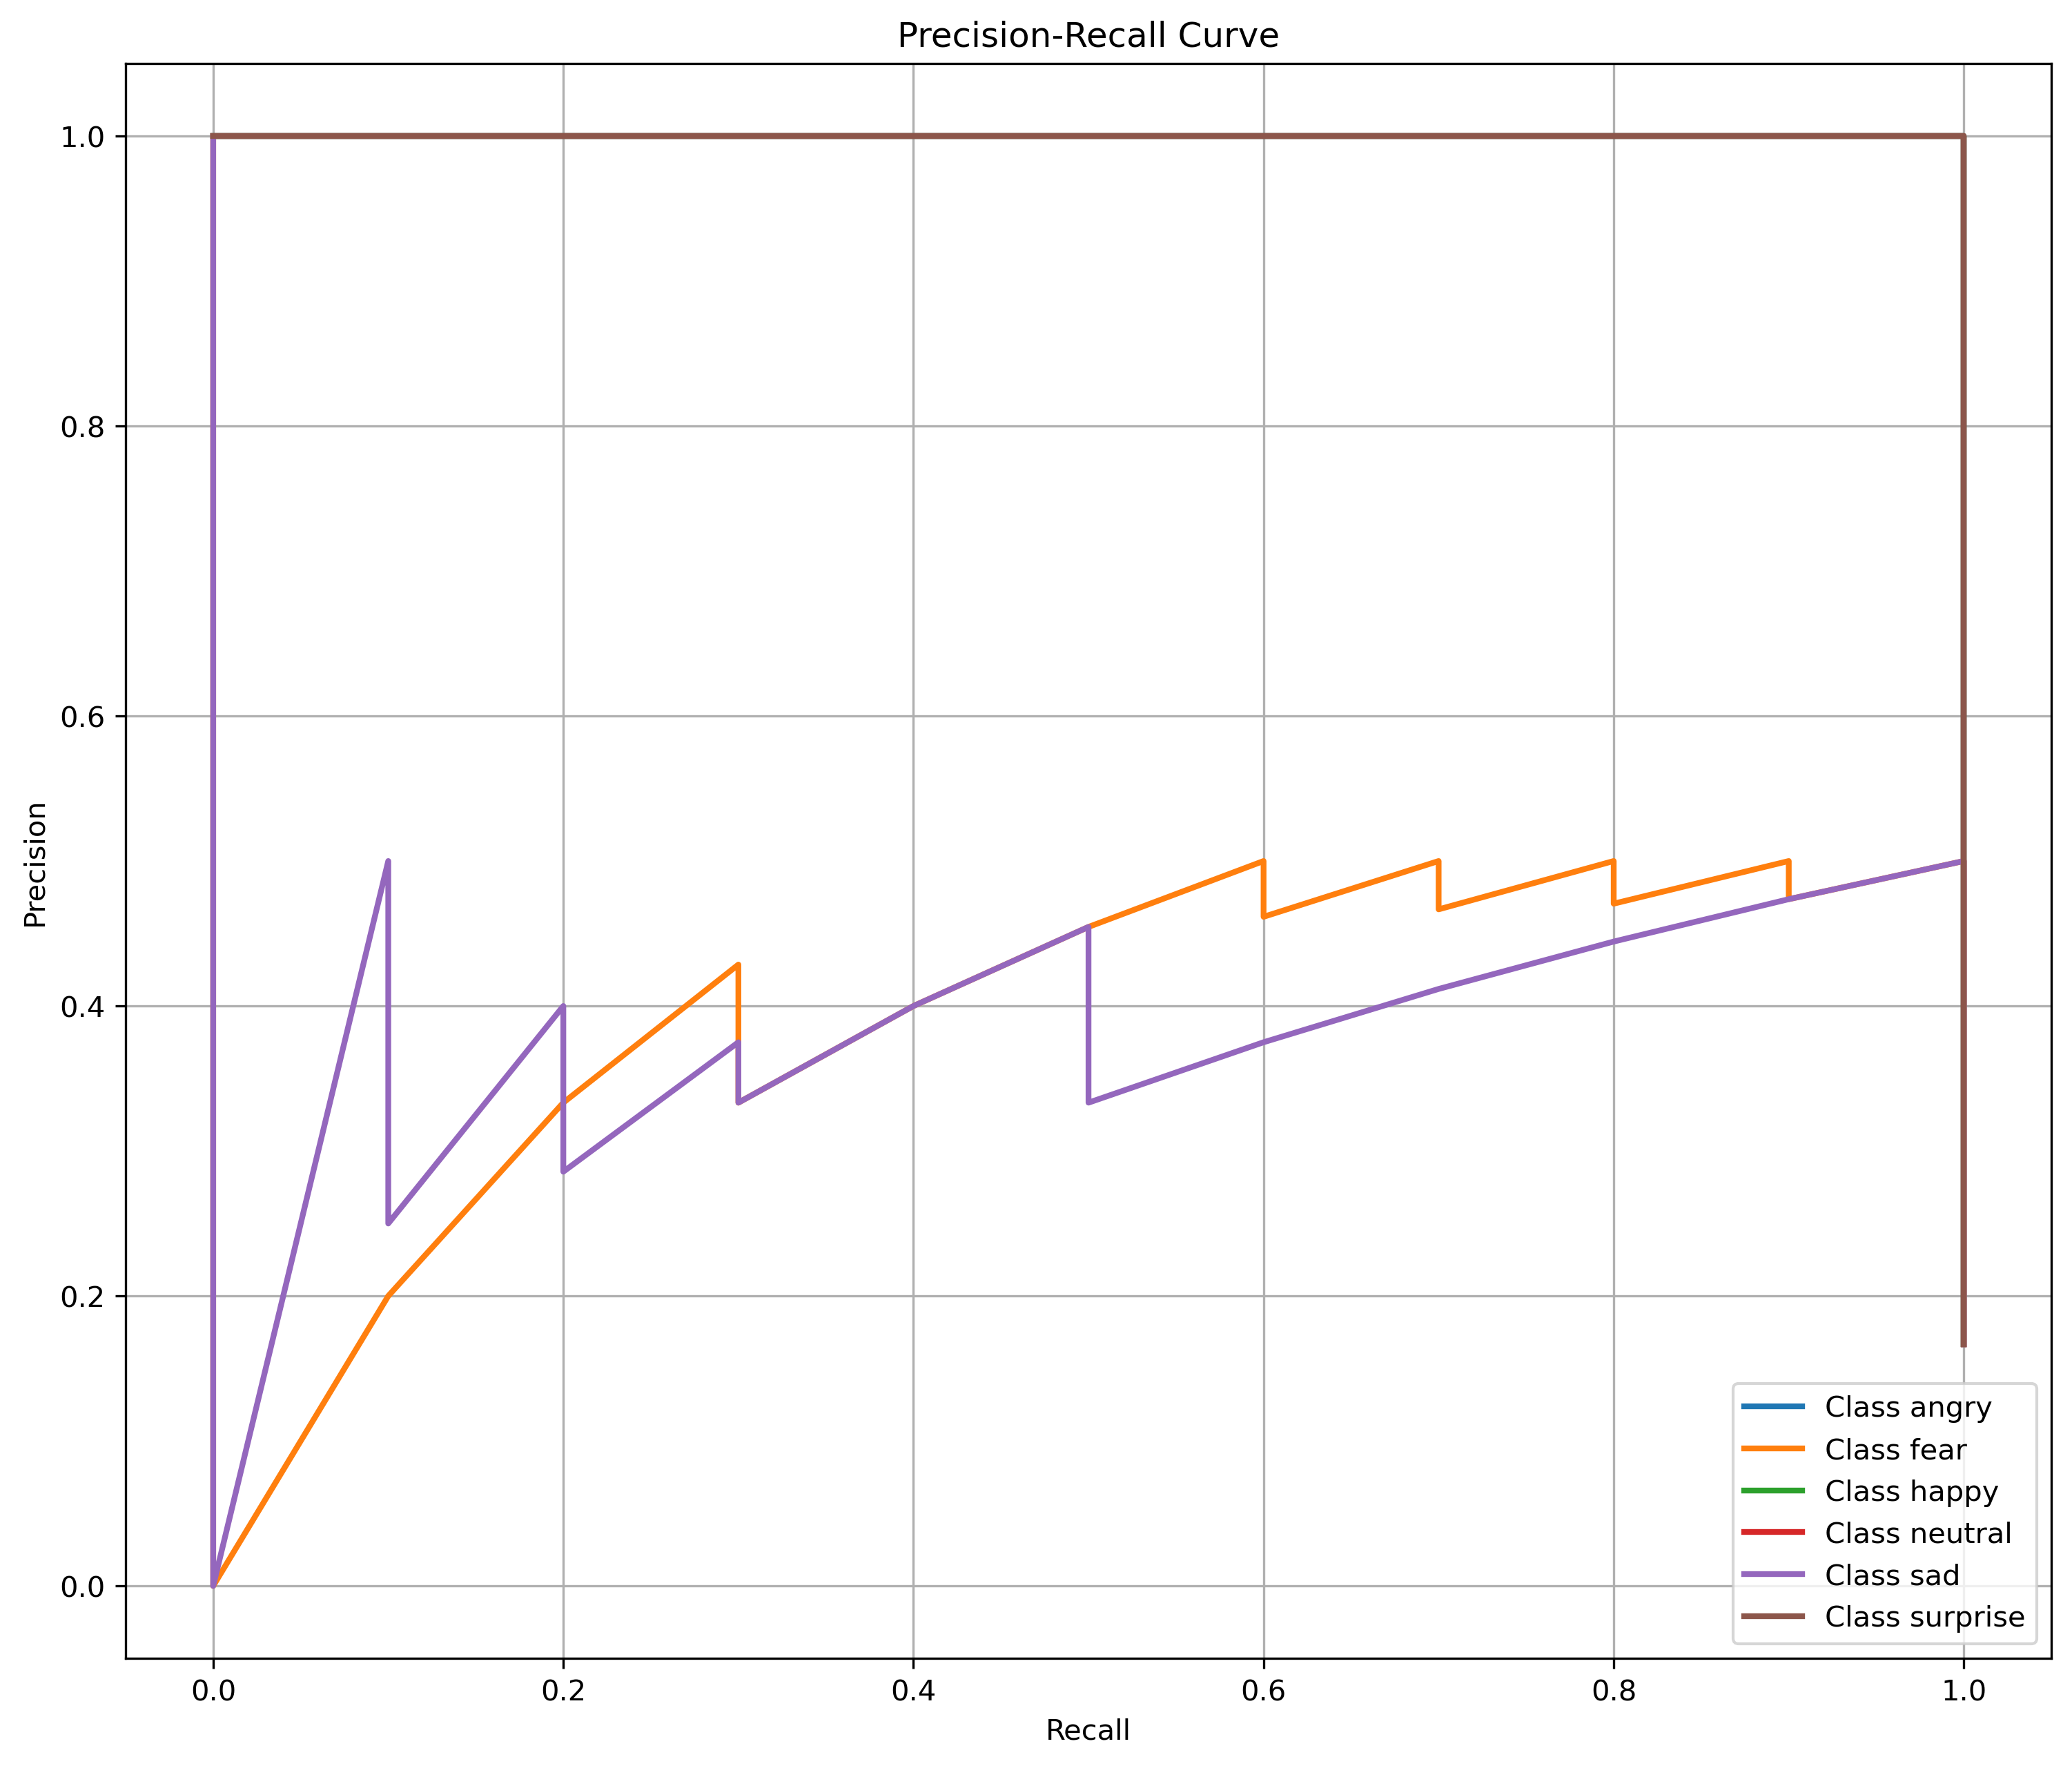 Precision-Recall Curve
1.0
0.8
0.6
0.4
0.2
0.0
Precision
0.0 0.2 0.4 0.6 0.8 1.0
Recall
Class angry
Class fear
Class happy
Class neutral
Class sad
Class surprise